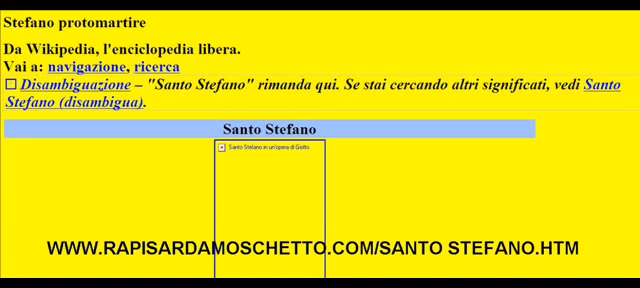 Stefano protomartire
Da Wikipedia, l'enciclopedia libera.
Vai a: navigazione, ricerca
Disambiguazione – "Santo Stefano" rimanda qui. Se stai cercando altri significati, vedi Santo
Stefano (disambigua).
Santo Stefano
Santo Stefano in un'opera di Giotto
WWW.RAPISARDAMOSCHETTO.COM/SANTO STEFANO.HTM